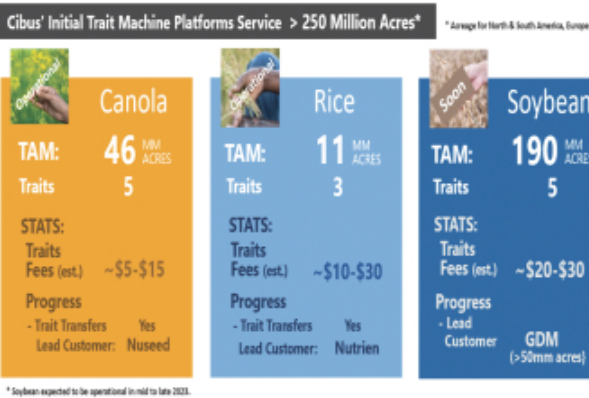 Cibus' Initial Trait Machine Platforms Service > 250 Million Acres*
* Acreage for North & South America, Europe
Operational
Canola
TAM: 46 MM ACRES
Traits 5
STATS:
Traits
Fees (est.) ~$5-$15
Progress
- Trait Transfers Yes
Lead Customer: Nuseed
Operational
Rice
TAM: 11 MM ACRES
Traits 3
STATS:
Traits
Fees (est.) ~$10-$30
Progress
- Trait Transfers Yes
Lead Customer: Nutrien
Soon
Soybean
TAM: 190 MM ACRE
Traits 5
STATS:
Traits
Fees (est.) ~$20-$30
Progress
- Lead
Customer GDM
(>50mm acres)
* Soybean expected to be operational in mid to late 2023.